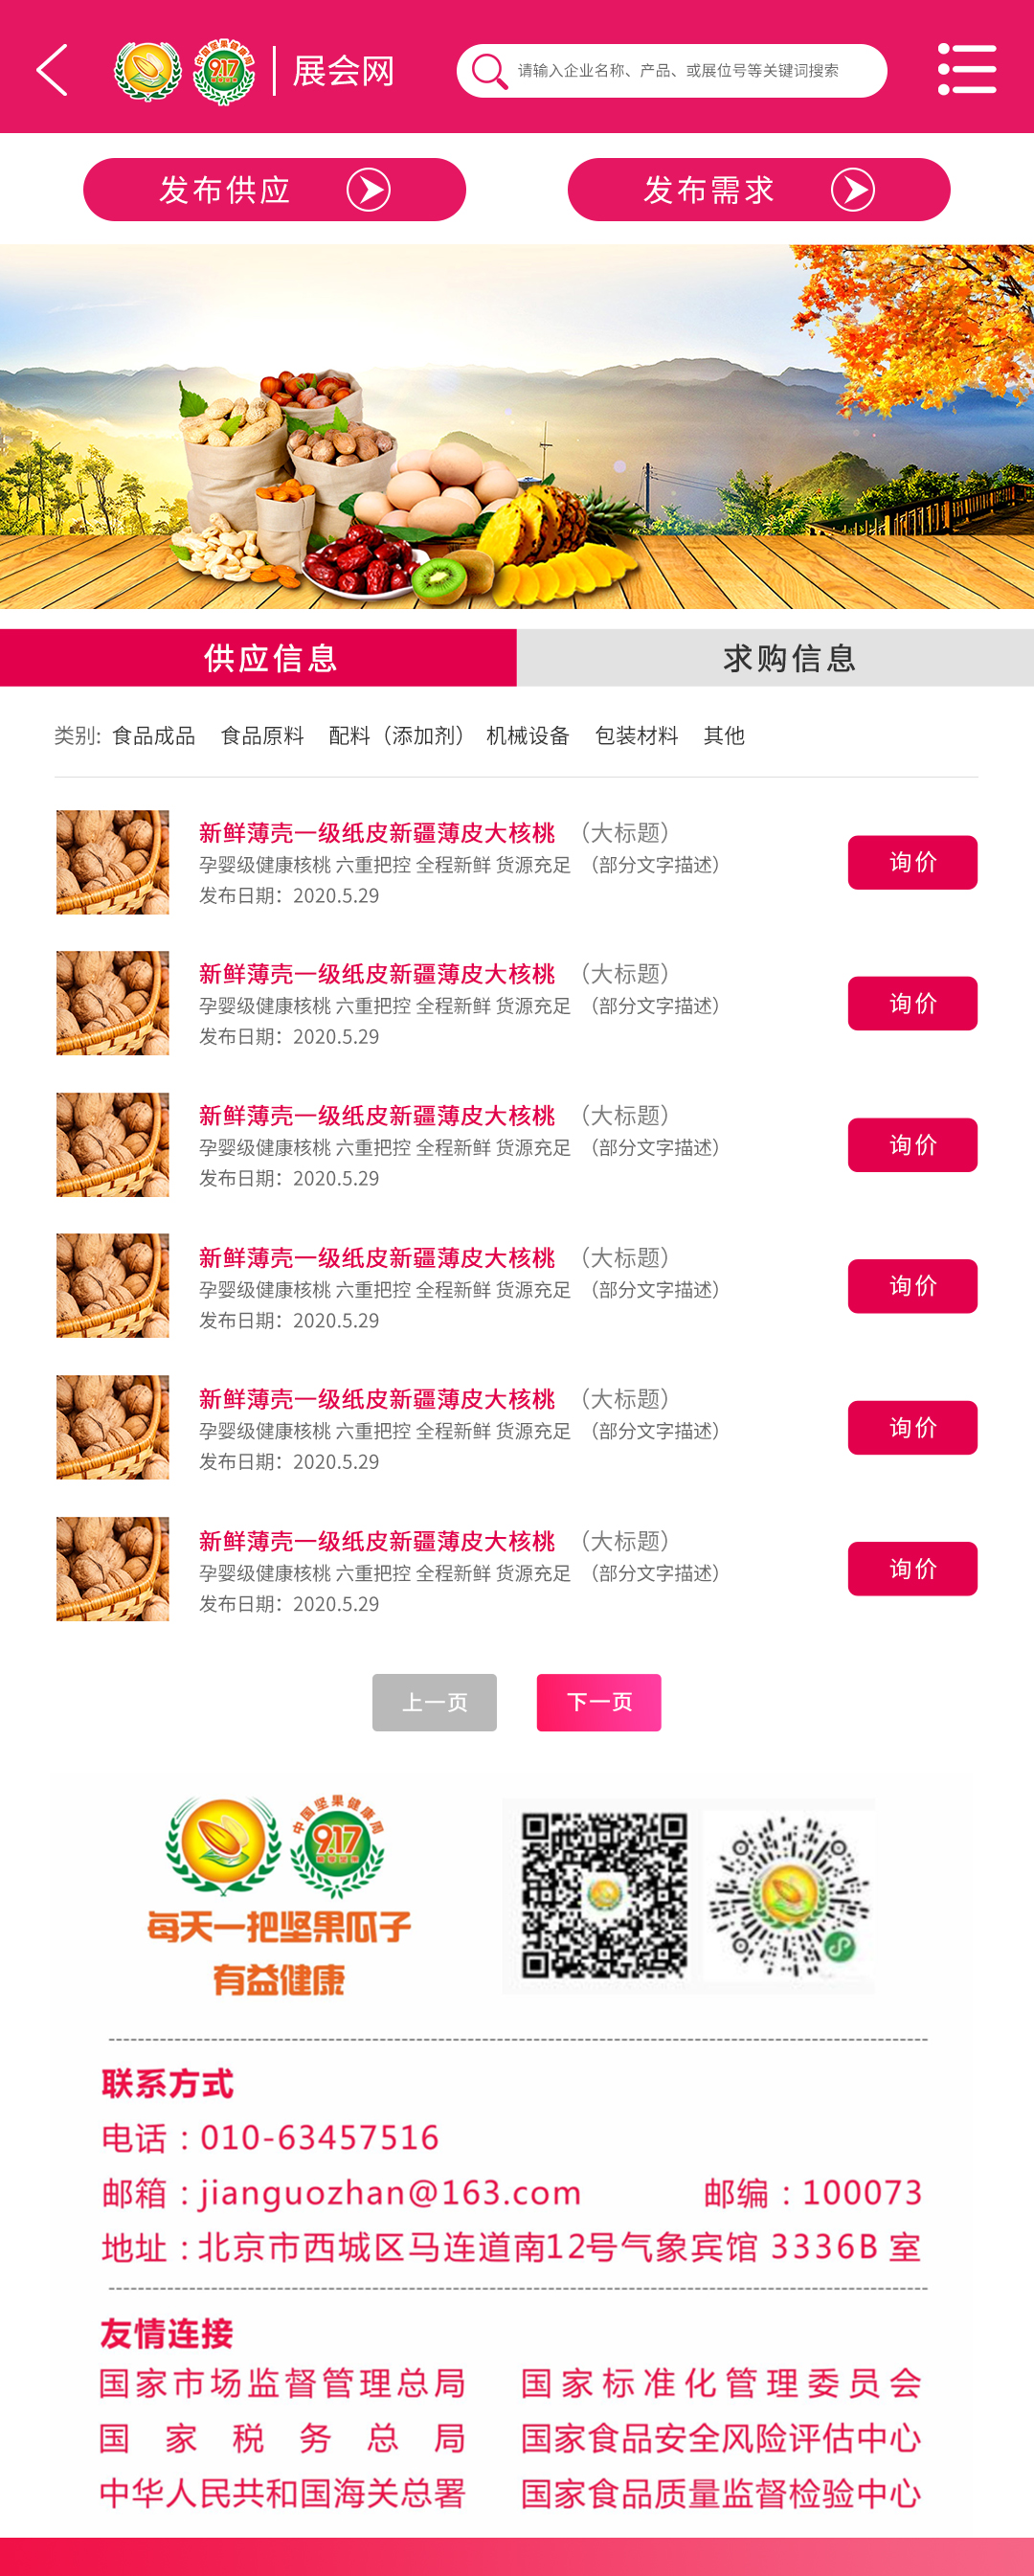 中国坚果健康周
917
展会网
请输入企业名称、产品、或展位号等关键词搜索
发布供应
发布需求
供应信息
求购信息
类别: 食品成品 食品原料 配料（添加剂） 机械设备 包装材料 其他
新鲜薄壳一级纸皮新疆薄皮大核桃 （大标题）
孕婴级健康核桃 六重把控 全程新鲜 货源充足 （部分文字描述）
发布日期：2020.5.29
询价
新鲜薄壳一级纸皮新疆薄皮大核桃 （大标题）
孕婴级健康核桃 六重把控 全程新鲜 货源充足 （部分文字描述）
发布日期：2020.5.29
询价
新鲜薄壳一级纸皮新疆薄皮大核桃 （大标题）
孕婴级健康核桃 六重把控 全程新鲜 货源充足 （部分文字描述）
发布日期：2020.5.29
询价
新鲜薄壳一级纸皮新疆薄皮大核桃 （大标题）
孕婴级健康核桃 六重把控 全程新鲜 货源充足 （部分文字描述）
发布日期：2020.5.29
询价
新鲜薄壳一级纸皮新疆薄皮大核桃 （大标题）
孕婴级健康核桃 六重把控 全程新鲜 货源充足 （部分文字描述）
发布日期：2020.5.29
询价
新鲜薄壳一级纸皮新疆薄皮大核桃 （大标题）
孕婴级健康核桃 六重把控 全程新鲜 货源充足 （部分文字描述）
发布日期：2020.5.29
询价
上一页
下一页
中国坚果健康周
917
每天一把坚果瓜子
有益健康
联系方式
电话：010-63457516
邮箱：jianguozhan@163.com 邮编：100073
地址：北京市西城区马连道南12号气象宾馆 3336B 室
友情连接
国家市场监督管理总局 国家标准化管理委员会
国家税务总局 国家食品安全风险评估中心
中华人民共和国海关总署 国家食品质量监督检验中心